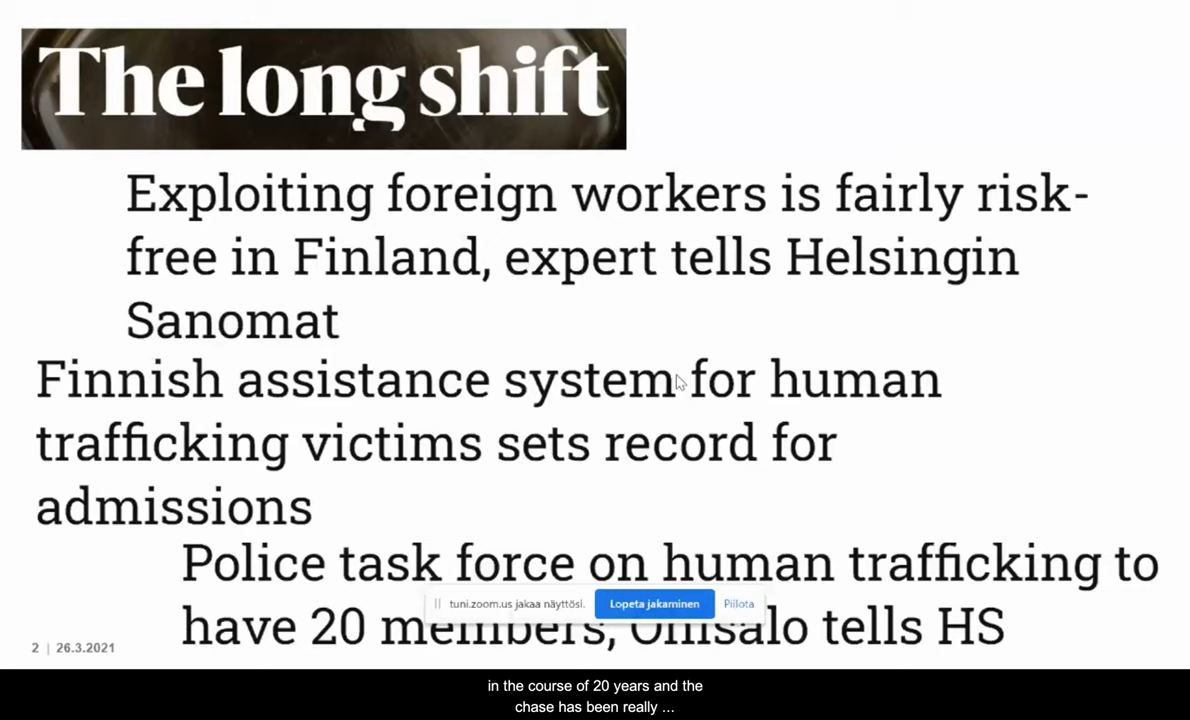 The long shift
Exploiting foreign workers is fairly risk-
free in Finland, expert tells Helsingin
Sanomat
Finnish assistance system for human
trafficking victims sets record for
admissions
Police task force on human trafficking to
have 20 members, Ohisalo tells HS
tuni.zoom.us jakaa näyttösi. Lopeta jakaminen Piilota
2 | 26.3.2021
in the course of 20 years and the
chase has been really ...